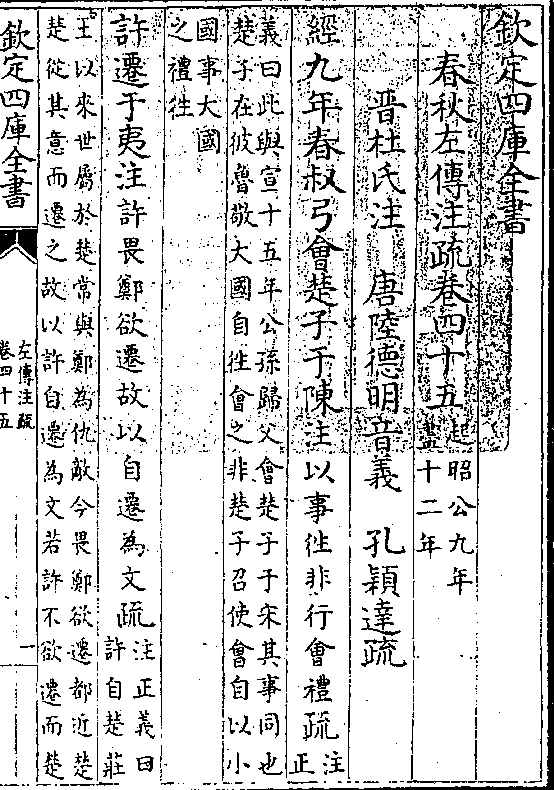 欽定四庫全書
春秋左傳注疏卷四十五起昭公九年盡十二年
晉杜氏注　唐陸德明音義　孔穎達疏
經九年春叔弓會楚子于陳注以事徃非行會禮疏注正
義曰此與宣十五年公孫歸父會楚子于宋其事同也
楚子在彼魯敬大國自徃會之非楚子召使會自以小
國事大國
之禮徃
許遷于夷注許畏鄭欲遷故以自遷為文疏注正義曰
許自楚莊
王以來世屬於楚常與鄭為仇敵今畏鄭欲遷都近楚
楚從其意而遷之故以許自遷為文若許不欲遷而楚
欽定四庫全書
左傳注疏
卷四十五
一